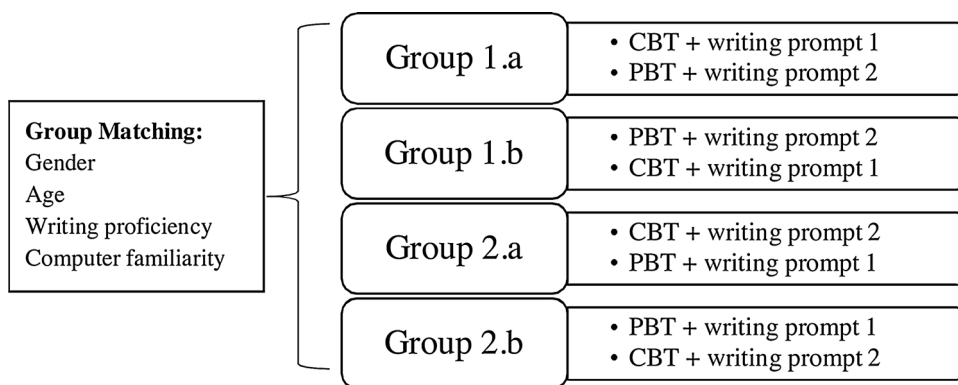 Group Matching:
Gender
Age
Writing proficiency
Computer familiarity
Group 1.a
• CBT + writing prompt 1
• PBT + writing prompt 2
Group 1.b
• PBT + writing prompt 2
• CBT + writing prompt 1
Group 2.a
• CBT + writing prompt 2
• PBT + writing prompt 1
Group 2.b
• PBT + writing prompt 1
• CBT + writing prompt 2